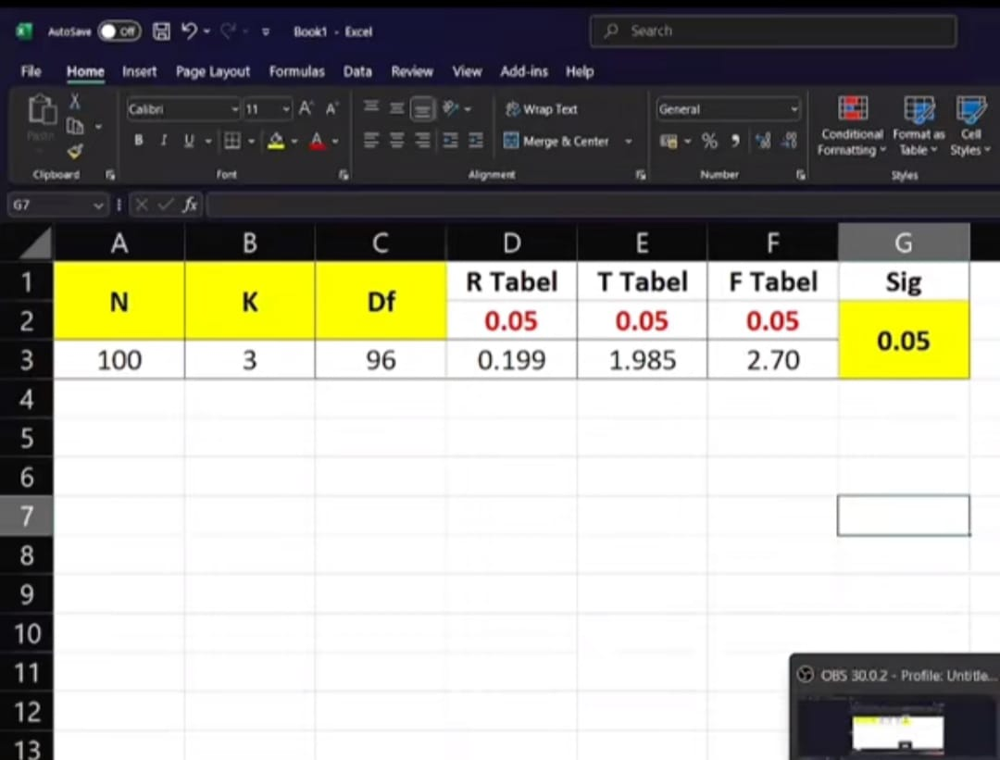 AutoSave Off Book1 - Excel Search
File Home Insert Page Layout Formulas Data Review View Add-ins Help
Paste Calibri 11 A A Wrap Text General Conditional Formatting Format as Table Cell Styles
B I U A Merge & Center % 9
Clipboard Font Alignment Number Styles
G7 fx
A B C D E F G
1 N K Df R Tabel T Tabel F Tabel Sig
2 0.05 0.05 0.05 0.05
3 100 3 96 0.199 1.985 2.70
4
5
6
7
8
9
10
11
12
13
OBS 30.0.2 - Profile: Untitle...